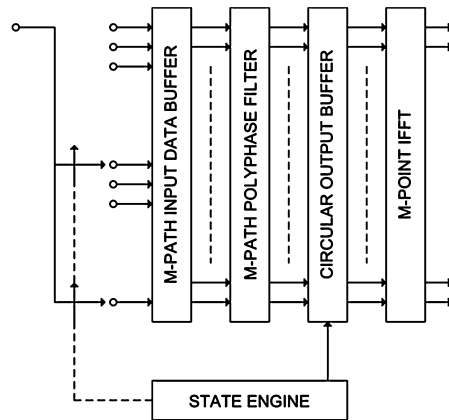 M-PATH INPUT DATA BUFFER
M-PATH POLYPHASE FILTER
CIRCULAR OUTPUT BUFFER
M-POINT IFFT
STATE ENGINE